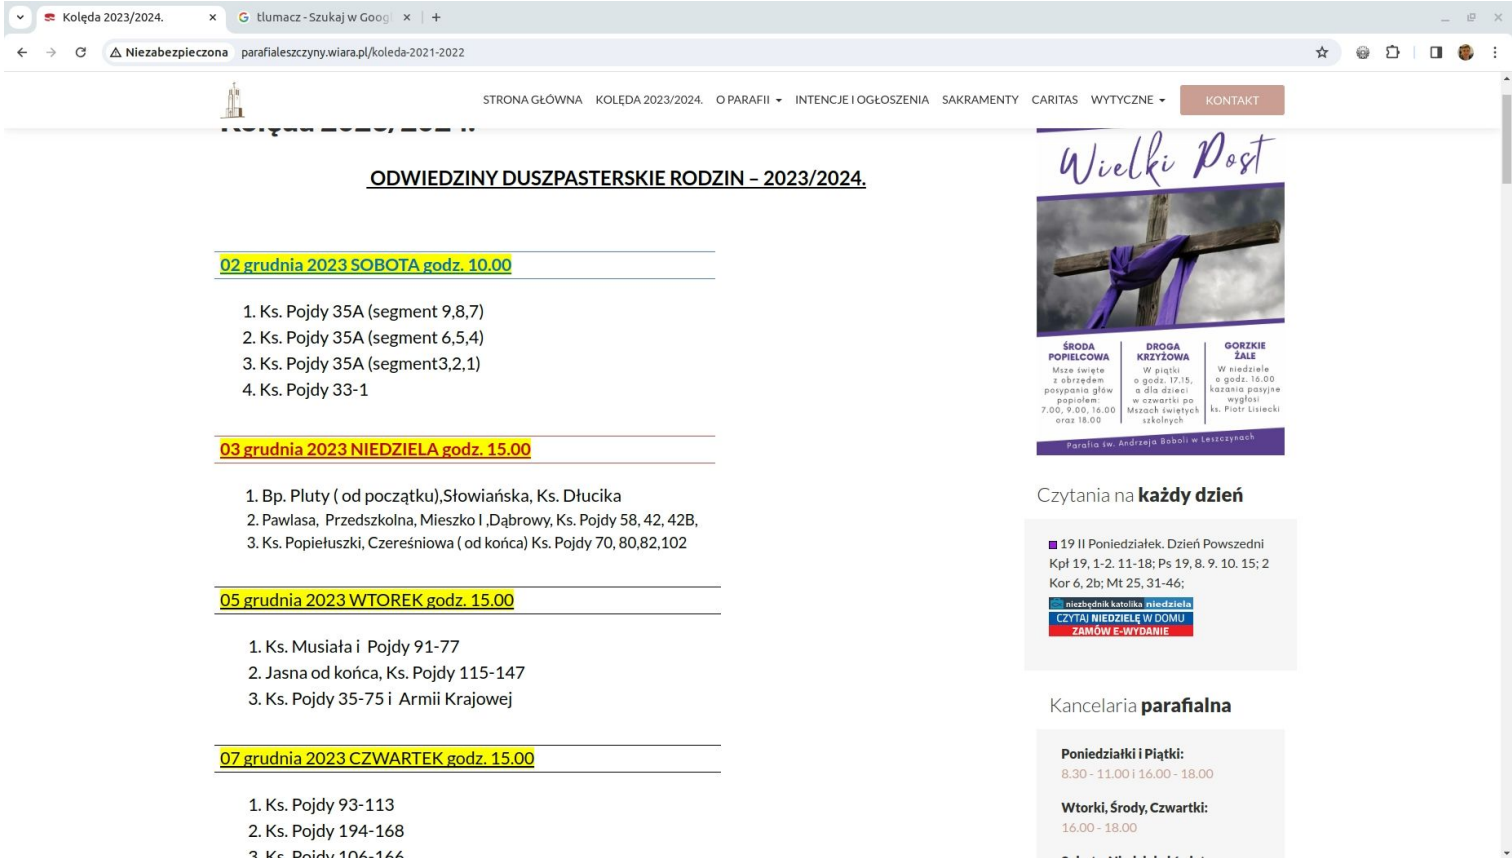 Kolęda 2023/2024.
tlumacz - Szukaj w Googl
Niezabezpieczona parafialeszczyny.wiara.pl/koleda-2021-2022
STRONA GŁÓWNA KOLĘDA 2023/2024. O PARAFII INTENCJE I OGŁOSZENIA SAKRAMENTY CARITAS WYTYCZNE KONTAKT
Kolęda 2023/2024.
ODWIEDZINY DUSZPASTERSKIE RODZIN – 2023/2024.
02 grudnia 2023 SOBOTA godz. 10.00
1. Ks. Pojdy 35A (segment 9,8,7)
2. Ks. Pojdy 35A (segment 6,5,4)
3. Ks. Pojdy 35A (segment3,2,1)
4. Ks. Pojdy 33-1
03 grudnia 2023 NIEDZIELA godz. 15.00
1. Bp. Pluty ( od początku),Słowiańska, Ks. Dłucika
2. Pawlasa, Przedszkolna, Mieszko I ,Dąbrowy, Ks. Pojdy 58, 42, 42B,
3. Ks. Popiełuszki, Czereśniowa ( od końca) Ks. Pojdy 70, 80,82,102
05 grudnia 2023 WTOREK godz. 15.00
1. Ks. Musiała i Pojdy 91-77
2. Jasna od końca, Ks. Pojdy 115-147
3. Ks. Pojdy 35-75 i Armii Krajowej
07 grudnia 2023 CZWARTEK godz. 15.00
1. Ks. Pojdy 93-113
2. Ks. Pojdy 194-168
3. Ks. Pojdy 106-166
Wielki Post
ŚRODA
POPIELCOWA
Msze święte
z obrzędem
posypania głów
popiołem:
7.00, 9.00, 16.00
oraz 18.00
DROGA
KRZYŻOWA
W piątki
o godz. 17.15,
a dla dzieci
w czwartki po
Mszach świętych
szkolnych
GORZKIE
ŻALE
W niedziele
o godz. 16.00
kazania pasyjne
wygłosi
ks. Piotr Lisiecki
Parafia św. Andrzeja Boboli w Leszczynach
Czytania na każdy dzień
19 II Poniedziałek. Dzień Powszedni
Kpł 19, 1-2. 11-18; Ps 19, 8. 9. 10. 15; 2
Kor 6, 2b; Mt 25, 31-46;
niezbędnik katolika niedziela
CZYTAJ NIEDZIELĘ W DOMU
ZAMÓW E-WYDANIE
Kancelaria parafialna
Poniedziałki i Piątki:
8.30 - 11.00 i 16.00 - 18.00
Wtorki, Środy, Czwartki:
16.00 - 18.00